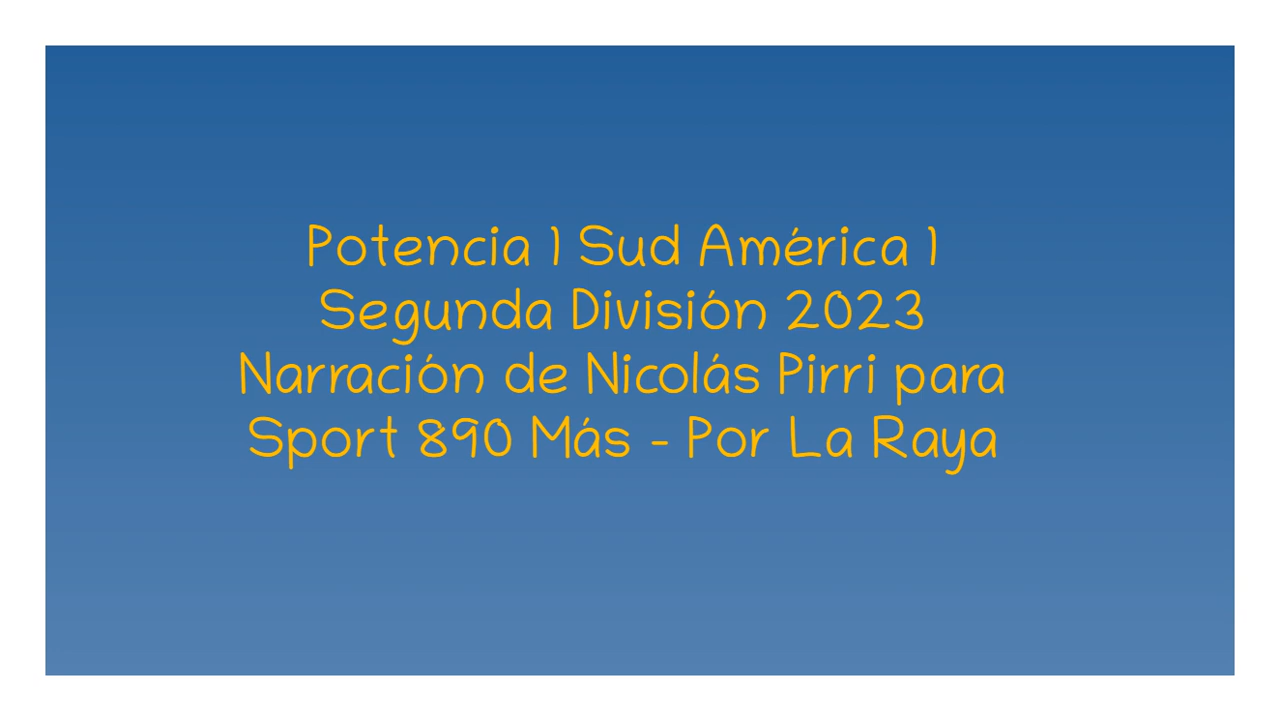 Potencia 1 Sud América 1
Segunda División 2023
Narración de Nicolás Pirri para
Sport 890 Más - Por La Raya